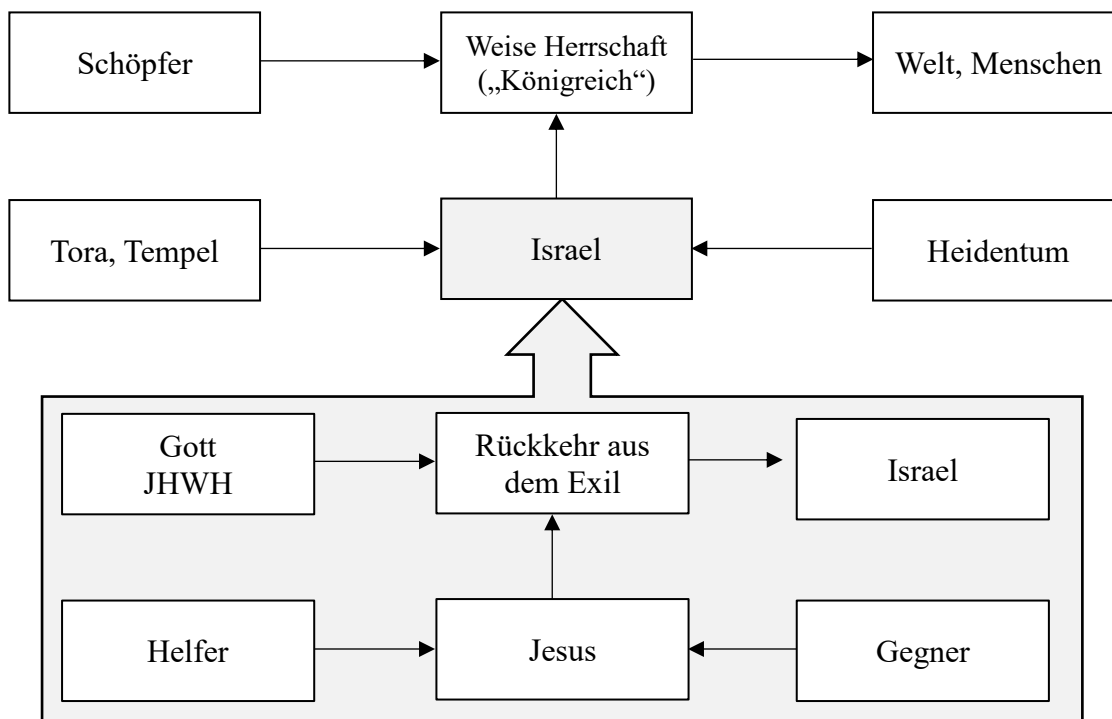 Schöpfer
Weise Herrschaft
(„Königreich“)
Welt, Menschen
Tora, Tempel
Israel
Heidentum
Gott
JHWH
Rückkehr aus
dem Exil
Israel
Helfer
Jesus
Gegner